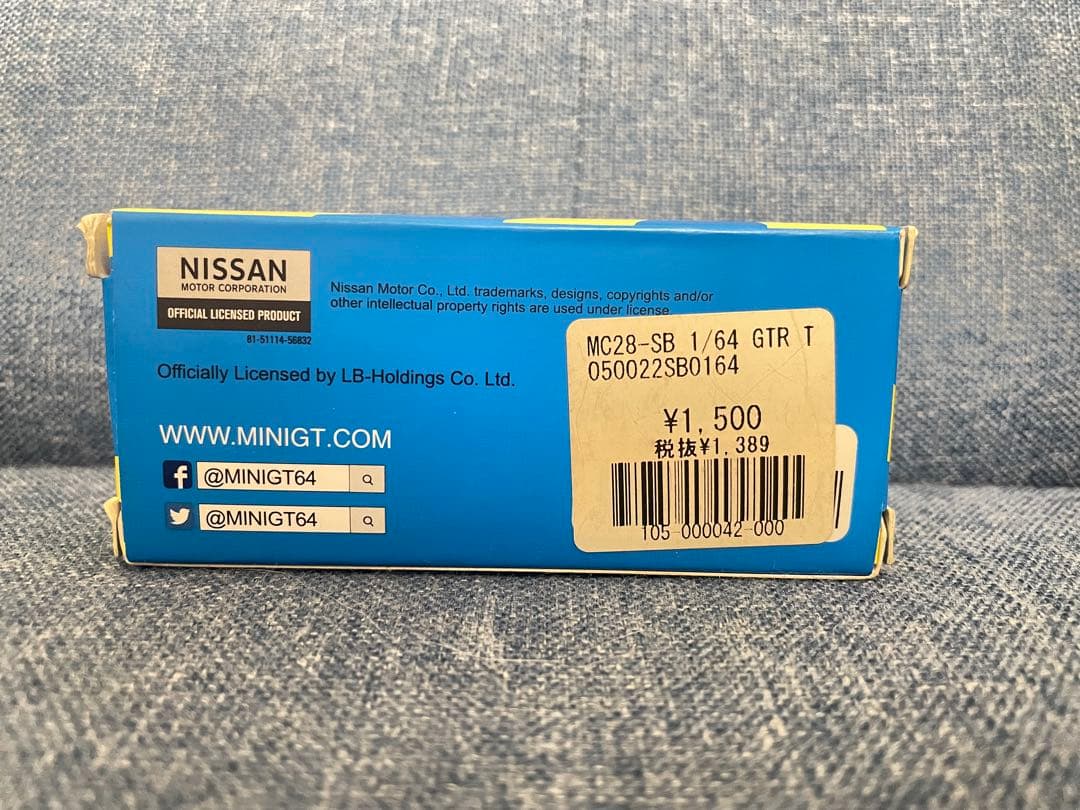 NISSAN
MOTOR CORPORATION
OFFICIAL LICENSED PRODUCT
81-51114-56832
Nissan Motor Co., Ltd. trademarks, designs, copyrights and/or
other intellectual property rights are used under license.
Officially Licensed by LB-Holdings Co. Ltd.
WWW.MINIGT.COM
f @MINIGT64
@MINIGT64
MC28-SB 1/64 GTR T
050022SB0164
¥1,500
税抜¥1,389
105-000042-000